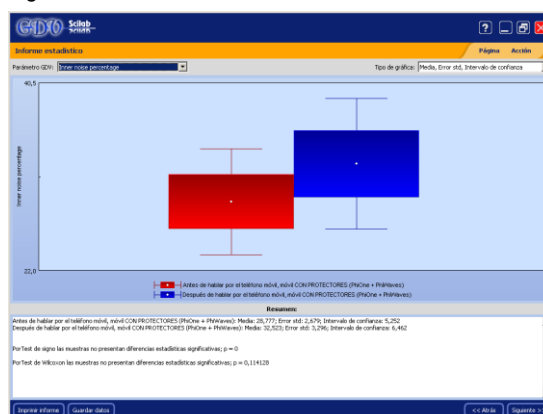 GDV Scilab
Informe estadístico
Página Acción
Parámetro GDV: Inner noise percentage
Tipo de gráfico: Media, Error std, Intervalo de confianza
40,5
Inner noise percentage
22,0
Antes de hablar por el teléfono móvil, móvil CON PROTECTORES (PhiOne + PhiWaves)
Después de hablar por el teléfono móvil, móvil CON PROTECTORES (PhiOne + PhiWaves)
Resumen:
Antes de hablar por el teléfono móvil, móvil CON PROTECTORES (PhiOne + PhiWaves): Media: 28,777; Error std: 2,679; Intervalo de confianza: 5,252
Después de hablar por el teléfono móvil, móvil CON PROTECTORES (PhiOne + PhiWaves): Media: 32,523; Error std: 3,296; Intervalo de confianza: 6,462
PorTest de signo las muestras no presentan diferencias estadísticas significativas; p = 0
PorTest de Wilcoxon las muestras no presentan diferencias estadísticas significativas; p = 0,114128
Imprimir informe Guardar datos << Atrás Siguiente >